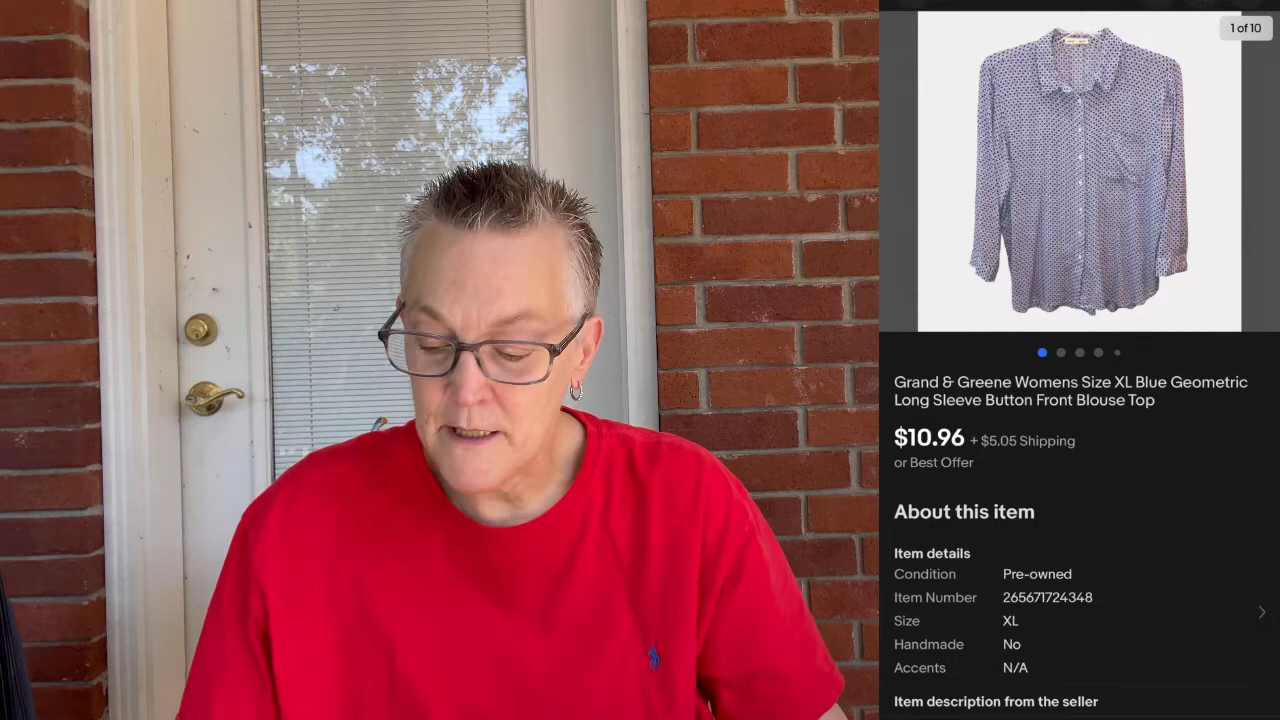 1 of 10
Grand & Greene Womens Size XL Blue Geometric
Long Sleeve Button Front Blouse Top
$10.96 + $5.05 Shipping
or Best Offer
About this item
Item details
Condition Pre-owned
Item Number 265671724348
Size XL
Handmade No
Accents N/A
Item description from the seller